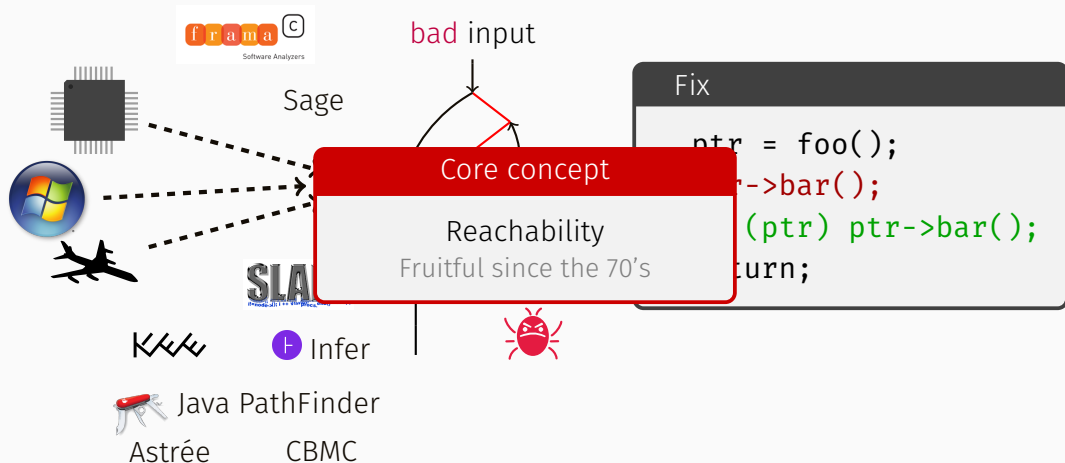 frama C
Software Analyzers
bad input
Sage
Fix
ptr = foo();
->bar();
(ptr) ptr->bar();
Core concept
Reachability
Fruitful since the 70's
Infer
Java PathFinder
Astrée
CBMC